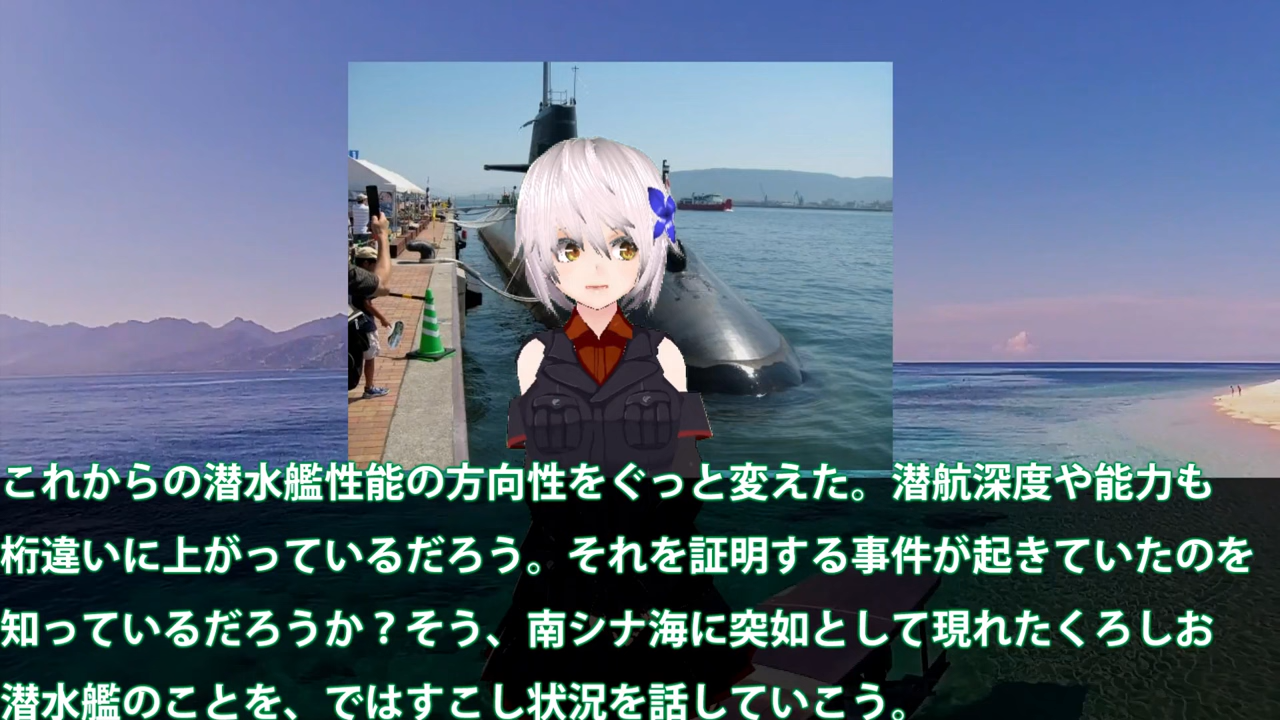 これからの潜水艦性能の方向性をぐっと変えた。潜航深度や能力も
桁違いに上がっているだろう。それを証明する事件が起きていたのを
知っているだろうか？そう、南シナ海に突如として現れたくろしお
潜水艦のことを、ではすこし状況を話していこう。